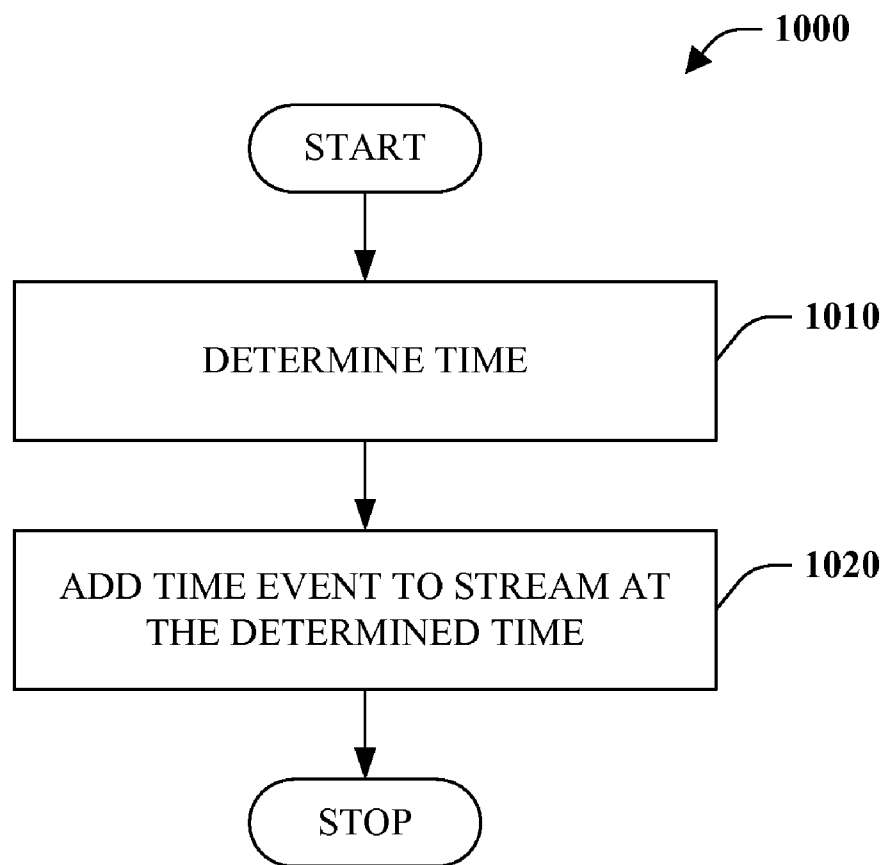 1000
START
DETERMINE TIME
1010
ADD TIME EVENT TO STREAM AT
THE DETERMINED TIME
1020
STOP